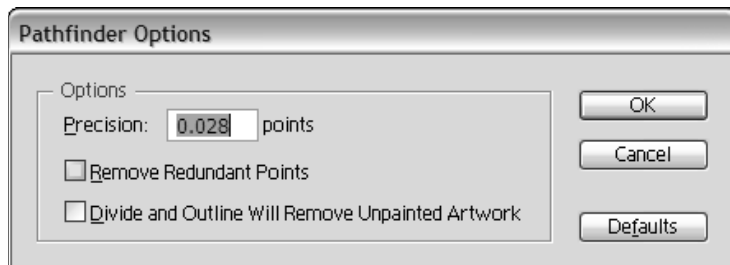 Pathfinder Options
Options
Precision: 0.028 points
OK
Cancel
Remove Redundant Points
Divide and Outline Will Remove Unpainted Artwork
Defaults